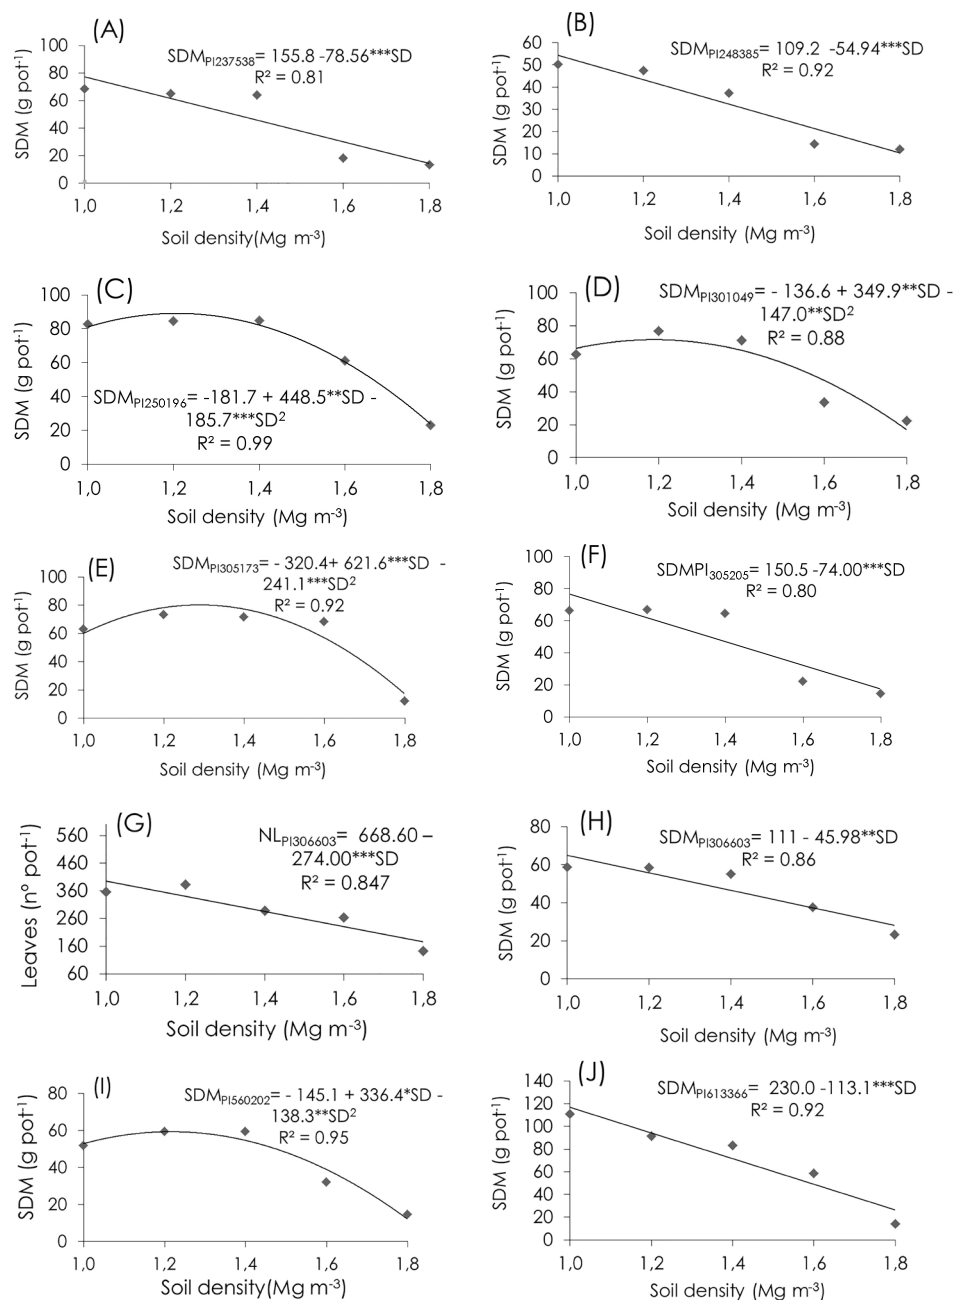 (A)
SDMPI237538= 155.8 -78.56***SD
R² = 0.81
SDM (g pot-1)
100
80
60
40
20
0
1,0 1,2 1,4 1,6 1,8
Soil density(Mg m-3)
(B)
SDMPI248385= 109.2 -54.94***SD
R² = 0.92
SDM (g pot-1)
60
50
40
30
20
10
0
1,0 1,2 1,4 1,6 1,8
Soil density (Mg m-3)
(C)
SDM (g pot-1)
100
80
60
40
20
0
SDMPI250196= -181.7 + 448.5**SD -
185.7***SD2
R² = 0.99
1,0 1,2 1,4 1,6 1,8
Soil density (Mg m-3)
(D)
SDMPI301049= - 136.6 + 349.9**SD -
147.0**SD2
R² = 0.88
SDM (g pot-1)
100
80
60
40
20
0
1,0 1,2 1,4 1,6 1,8
Soil density (Mg m-3)
(E)
SDMPI305173= - 320.4+ 621.6***SD -
241.1***SD2
R² = 0.92
SDM (g pot-1)
100
80
60
40
20
0
1,0 1,2 1,4 1,6 1,8
Soil density (Mg m-3)
(F)
SDMPI305205= 150.5 -74.00***SD
R² = 0.80
SDM (g pot-1)
100
80
60
40
20
0
1,0 1,2 1,4 1,6 1,8
Soil density (Mg m-3)
(G)
NLPI306603= 668.60 –
274.00***SD
R² = 0.847
Leaves (nº pot-1)
560
460
360
260
160
60
1,0 1,2 1,4 1,6 1,8
Soil density (Mg m-3)
(H)
SDMPI306603= 111 - 45.98**SD
R² = 0.86
SDM (g pot-1)
80
60
40
20
0
1,0 1,2 1,4 1,6 1,8
Soil density (Mg m-3)
(I)
SDMPI560202= - 145.1 + 336.4*SD -
138.3**SD2
R² = 0.95
SDM (g pot-1)
80
60
40
20
0
1,0 1,2 1,4 1,6 1,8
Soil density(Mg m-3)
(J)
SDMPI613366= 230.0 -113.1***SD
R² = 0.92
SDM (g pot-1)
140
120
100
80
60
40
20
0
1,0 1,2 1,4 1,6 1,8
Soil density (Mg m-3)